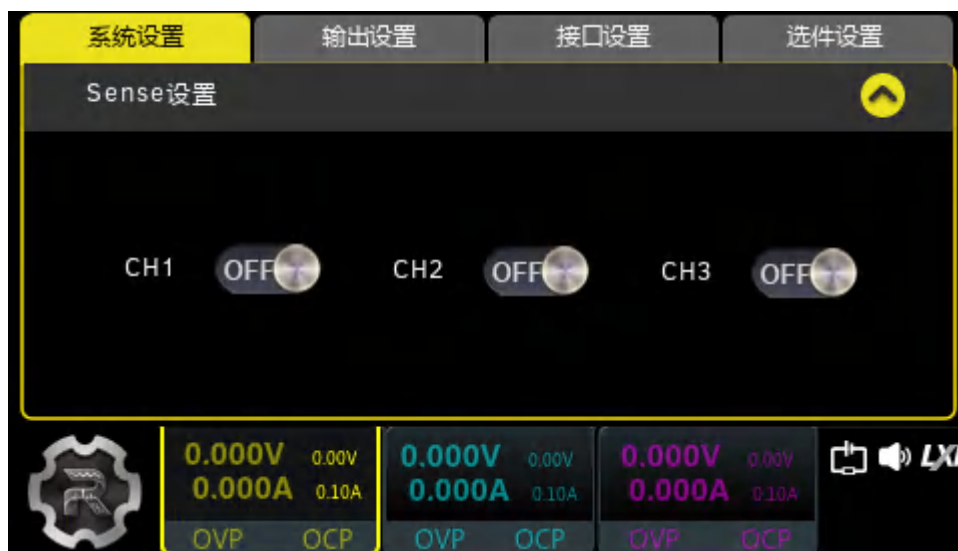 系统设置 输出设置 接口设置 选件设置
Sense设置
CH1 OFF CH2 OFF CH3 OFF
0.000V 0.00V 0.000V 0.00V 0.000V 0.00V
0.000A 0.10A 0.000A 0.10A 0.000A 0.10A
OVP OCP OVP OCP OVP OCP
LXI
R